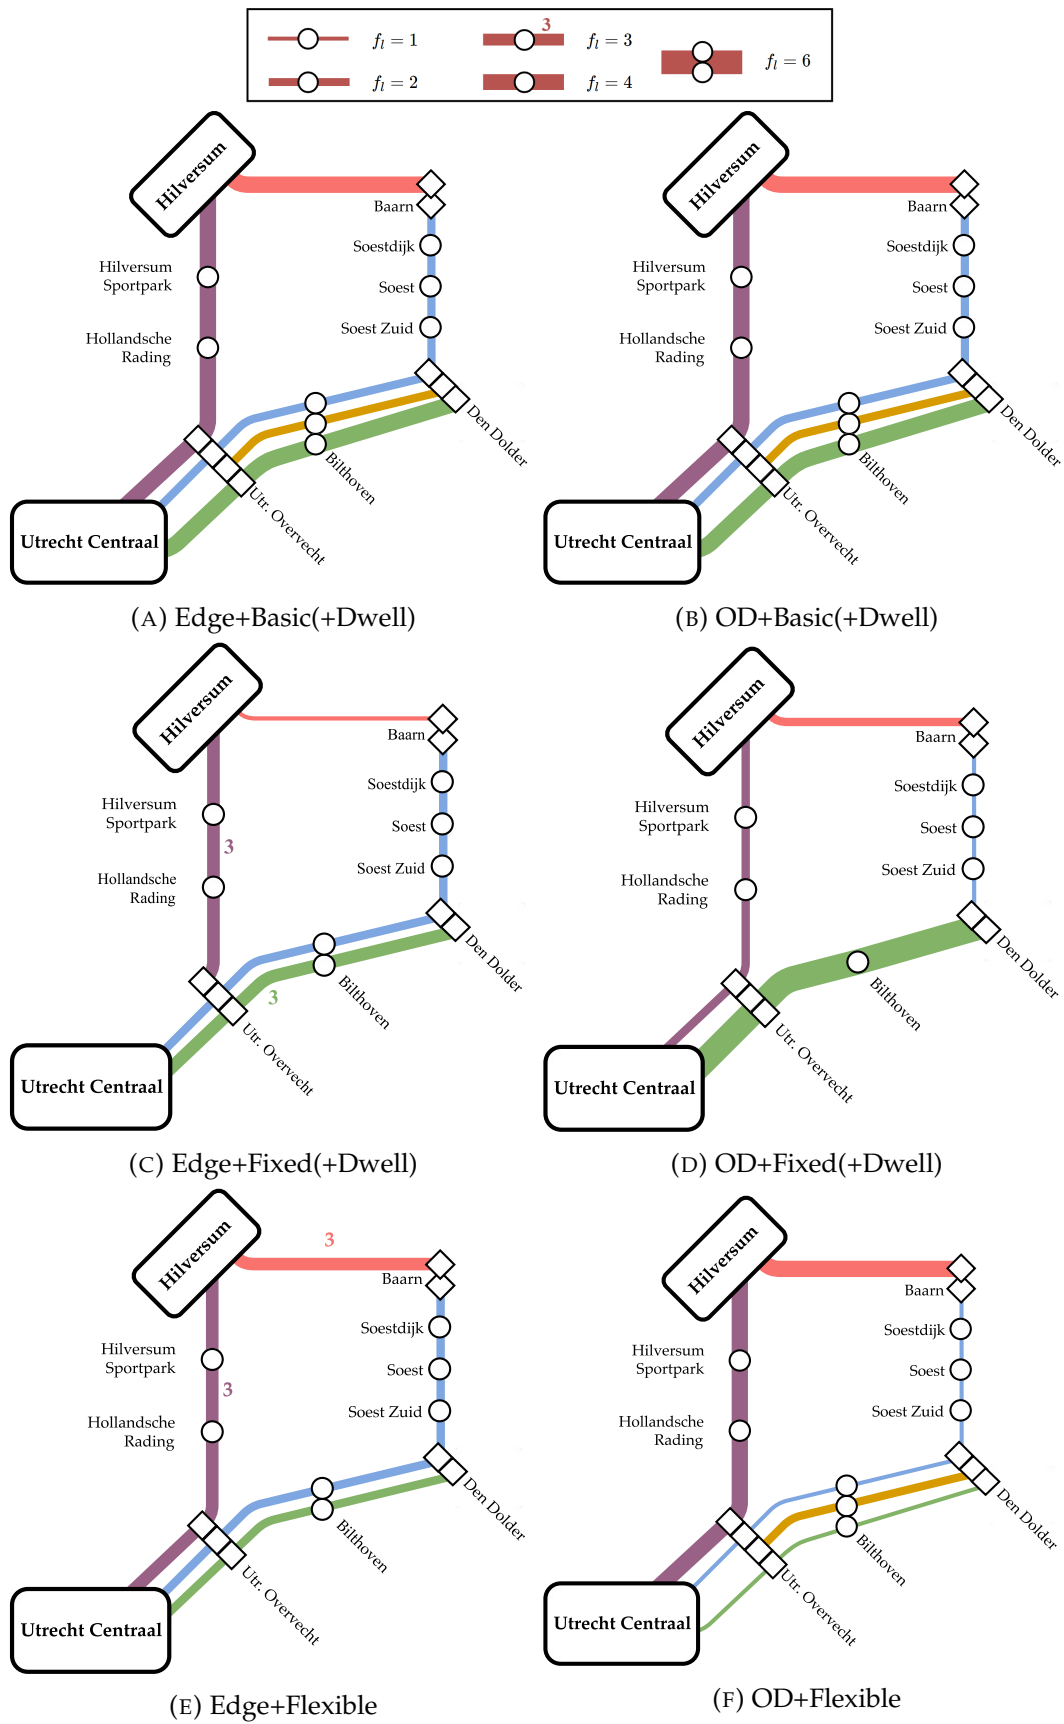 3
f_l = 1
f_l = 3
f_l = 6
f_l = 2
f_l = 4
Hilversum
Baarn
Soestdijk
Hilversum
Sportpark
Soest
Soest Zuid
Hollandsche
Rading
Den Dolder
Bilthoven
Utr. Overvecht
Utrecht Centraal
(A) Edge+Basic(+Dwell)
Hilversum
Baarn
Soestdijk
Hilversum
Sportpark
Soest
Soest Zuid
Hollandsche
Rading
Den Dolder
Bilthoven
Utr. Overvecht
Utrecht Centraal
(B) OD+Basic(+Dwell)
Hilversum
Baarn
Soestdijk
Hilversum
Sportpark
Soest
3
Soest Zuid
Hollandsche
Rading
Den Dolder
Bilthoven
3
Utr. Overvecht
Utrecht Centraal
(C) Edge+Fixed(+Dwell)
Hilversum
Baarn
Soestdijk
Hilversum
Sportpark
Soest
Soest Zuid
Hollandsche
Rading
Den Dolder
Bilthoven
Utr. Overvecht
Utrecht Centraal
(D) OD+Fixed(+Dwell)
Hilversum
3
Baarn
Soestdijk
Hilversum
Sportpark
Soest
3
Soest Zuid
Hollandsche
Rading
Den Dolder
Bilthoven
Utr. Overvecht
Utrecht Centraal
(E) Edge+Flexible
Hilversum
Baarn
Soestdijk
Hilversum
Sportpark
Soest
Soest Zuid
Hollandsche
Rading
Den Dolder
Bilthoven
Utr. Overvecht
Utrecht Centraal
(F) OD+Flexible